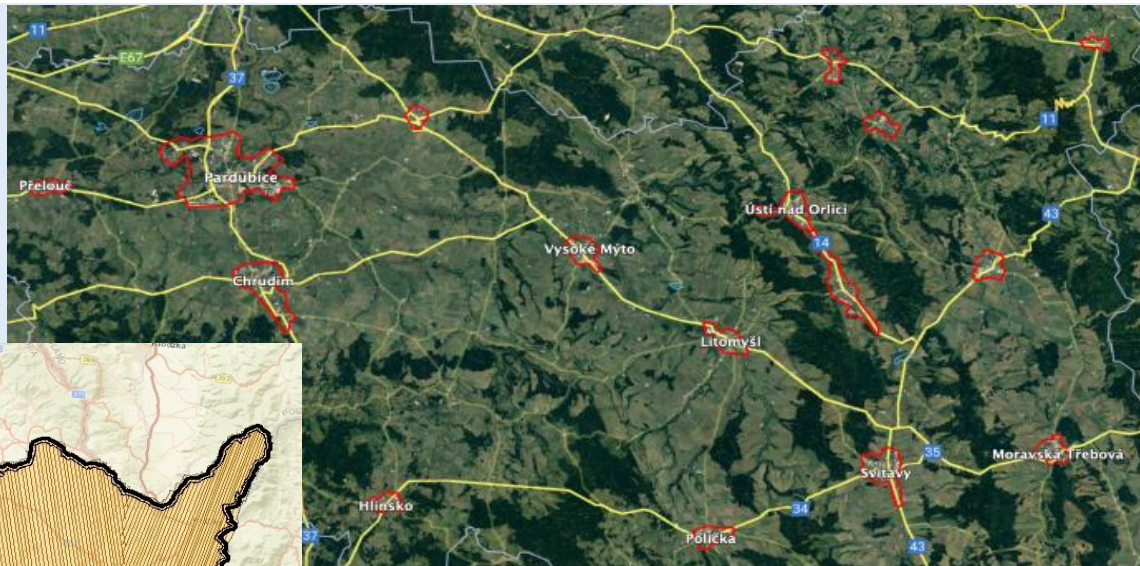 11
E67
37
11
Pardubice
Přelouč
Ústí nad Orlicí
43
14
Vysoké Mýto
Chrudim
Litomyšl
35
Moravská Třebová
Svitavy
Hlinsko
34
37
Polička
43